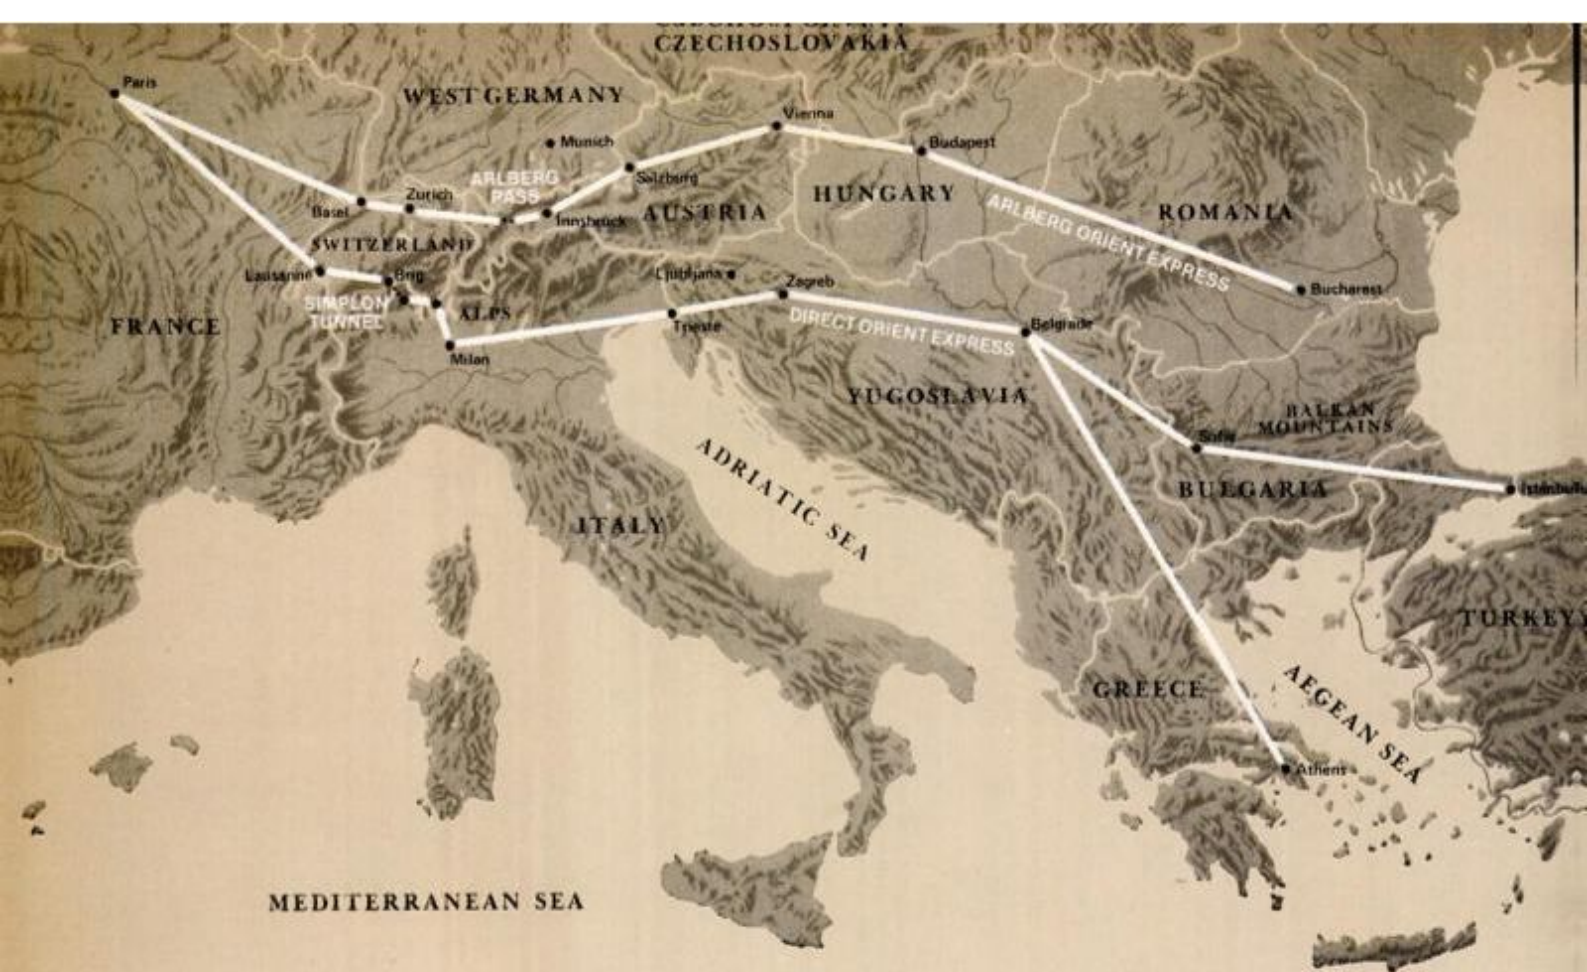 CZECHOSLOVAKIA
Paris
WEST GERMANY
Vienna
Munich
Budapest
ARLBERG
PASS
Salzburg
Zurich
HUNGARY
Basel
Innsbruck
AUSTRIA
ROMANIA
ARLBERG ORIENT EXPRESS
SWITZERLAND
Lausanne
Brig
Ljubljana
Zagreb
Bucharest
SIMPLON
TUNNEL
ALPS
FRANCE
Trieste
DIRECT ORIENT EXPRESS
Belgrade
Milan
YUGOSLAVIA
BALKAN
MOUNTAINS
Sofia
ADRIATIC SEA
BULGARIA
Istanbul
ITALY
TURKEY
GREECE
AEGEAN SEA
Athens
MEDITERRANEAN SEA